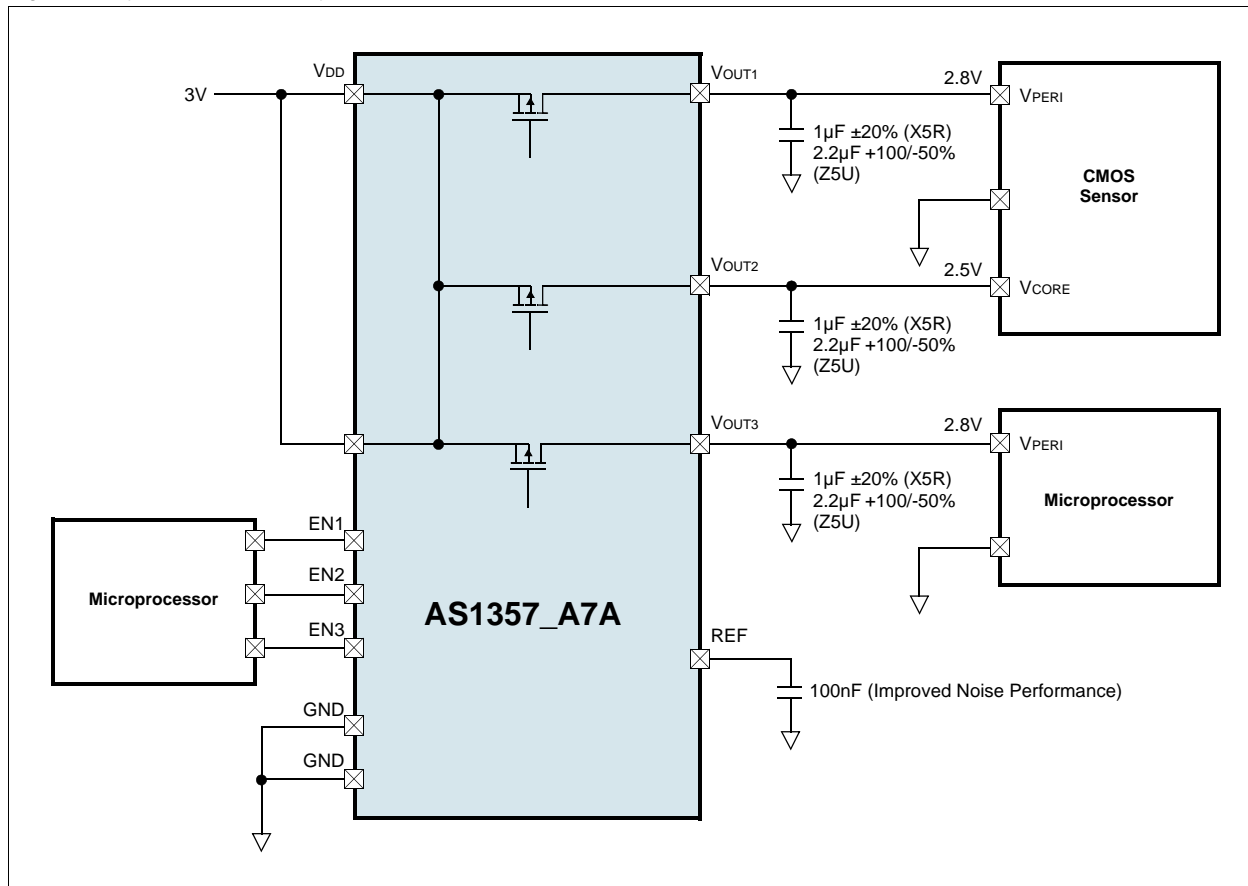 VDD
3V
VOUT1
2.8V
VPERI
1µF ±20% (X5R)
2.2µF +100/-50%
(Z5U)
CMOS
Sensor
VOUT2
2.5V
VCORE
1µF ±20% (X5R)
2.2µF +100/-50%
(Z5U)
VOUT3
2.8V
VPERI
1µF ±20% (X5R)
2.2µF +100/-50%
(Z5U)
Microprocessor
EN1
EN2
EN3
Microprocessor
AS1357_A7A
REF
100nF (Improved Noise Performance)
GND
GND